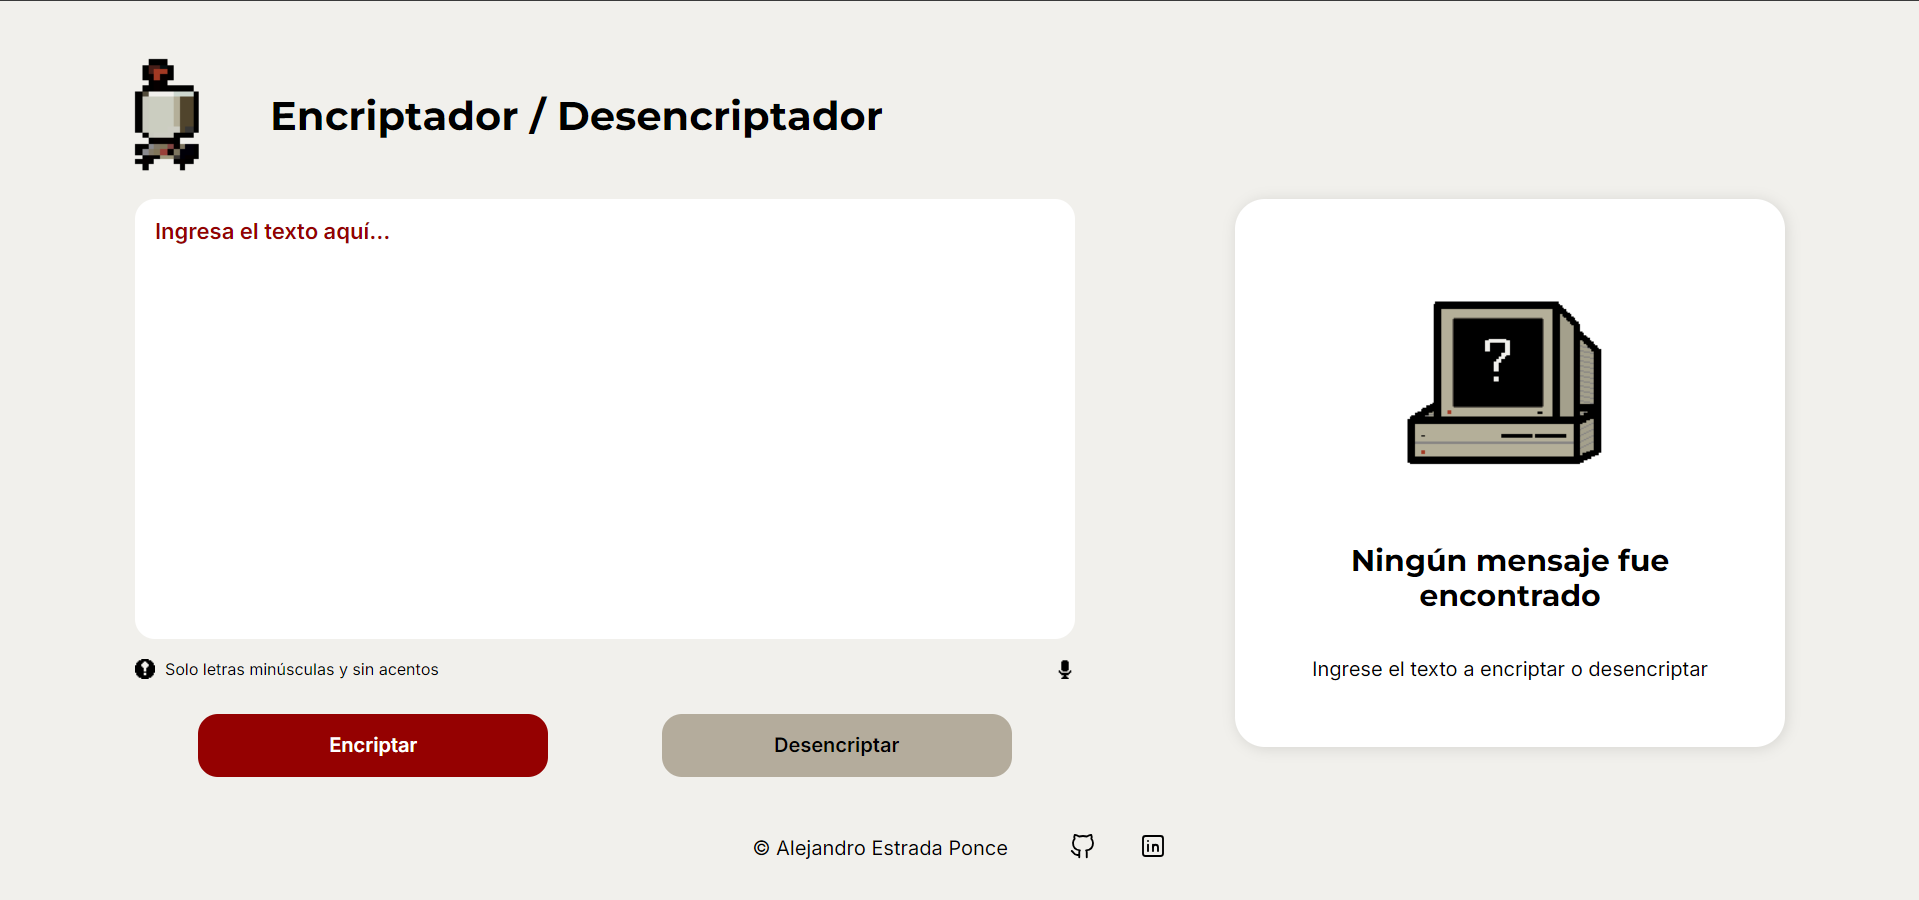 Encriptador / Desencriptador
Ingresa el texto aquí...
?
Ningún mensaje fue
encontrado
Ingrese el texto a encriptar o desencriptar
Solo letras minúsculas y sin acentos
Encriptar
Desencriptar
© Alejandro Estrada Ponce
in